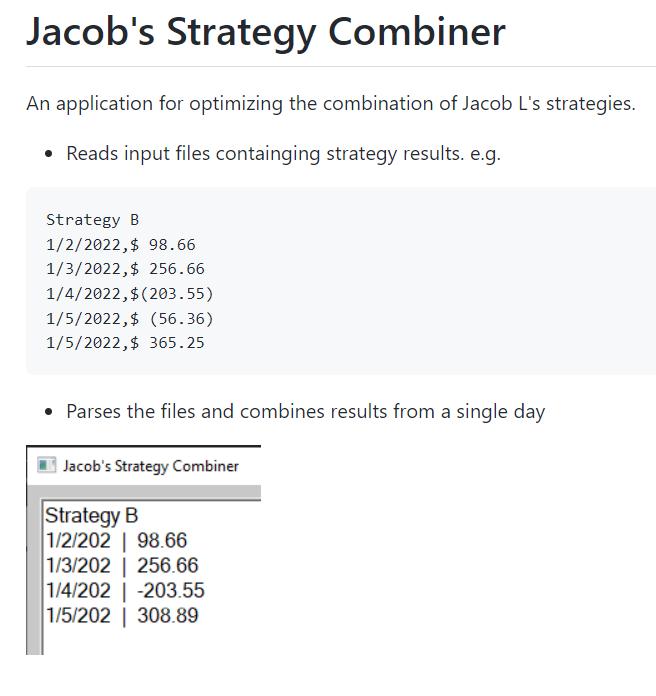 Jacob's Strategy Combiner
An application for optimizing the combination of Jacob L's strategies.
• Reads input files containging strategy results. e.g.
Strategy B
1/2/2022,$ 98.66
1/3/2022,$ 256.66
1/4/2022,$(203.55)
1/5/2022,$ (56.36)
1/5/2022,$ 365.25
• Parses the files and combines results from a single day
Jacob's Strategy Combiner
Strategy B
1/2/202 | 98.66
1/3/202 | 256.66
1/4/202 | -203.55
1/5/202 | 308.89